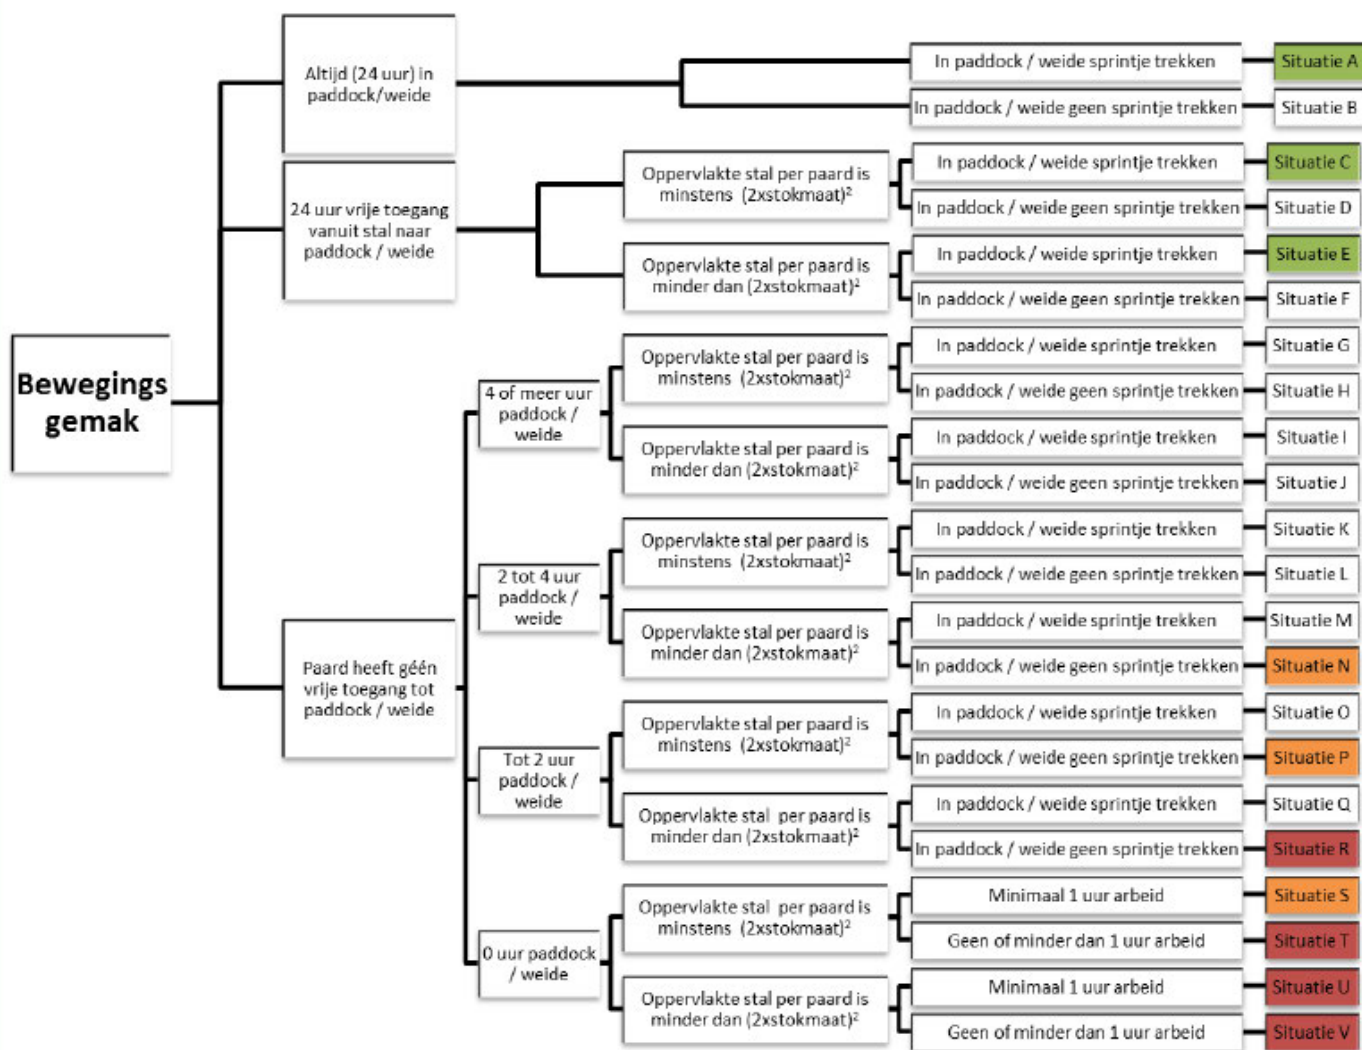 Altijd (24 uur) in
paddock/weide
In paddock / weide sprintje trekken
Situatie A
In paddock / weide geen sprintje trekken
Situatie B
24 uur vrije toegang
vanuit stal naar
paddock / weide
Oppervlakte stal per paard is
minstens (2xstokmaat)²
In paddock / weide sprintje trekken
Situatie C
In paddock / weide geen sprintje trekken
Situatie D
Oppervlakte stal per paard is
minder dan (2xstokmaat)²
In paddock / weide sprintje trekken
Situatie E
In paddock / weide geen sprintje trekken
Situatie F
Bewegings
gemak
Paard heeft géén
vrije toegang tot
paddock / weide
4 of meer uur
paddock /
weide
Oppervlakte stal per paard is
minstens (2xstokmaat)²
In paddock / weide sprintje trekken
Situatie G
In paddock / weide geen sprintje trekken
Situatie H
Oppervlakte stal per paard is
minder dan (2xstokmaat)²
In paddock / weide sprintje trekken
Situatie I
In paddock / weide geen sprintje trekken
Situatie J
2 tot 4 uur
paddock /
weide
Oppervlakte stal per paard is
minstens (2xstokmaat)²
In paddock / weide sprintje trekken
Situatie K
In paddock / weide geen sprintje trekken
Situatie L
Oppervlakte stal per paard is
minder dan (2xstokmaat)²
In paddock / weide sprintje trekken
Situatie M
In paddock / weide geen sprintje trekken
Situatie N
Tot 2 uur
paddock /
weide
Oppervlakte stal per paard is
minstens (2xstokmaat)²
In paddock / weide sprintje trekken
Situatie O
In paddock / weide geen sprintje trekken
Situatie P
Oppervlakte stal per paard is
minder dan (2xstokmaat)²
In paddock / weide sprintje trekken
Situatie Q
In paddock / weide geen sprintje trekken
Situatie R
0 uur paddock
/ weide
Oppervlakte stal per paard is
minstens (2xstokmaat)²
Minimaal 1 uur arbeid
Situatie S
Geen of minder dan 1 uur arbeid
Situatie T
Oppervlakte stal per paard is
minder dan (2xstokmaat)²
Minimaal 1 uur arbeid
Situatie U
Geen of minder dan 1 uur arbeid
Situatie V